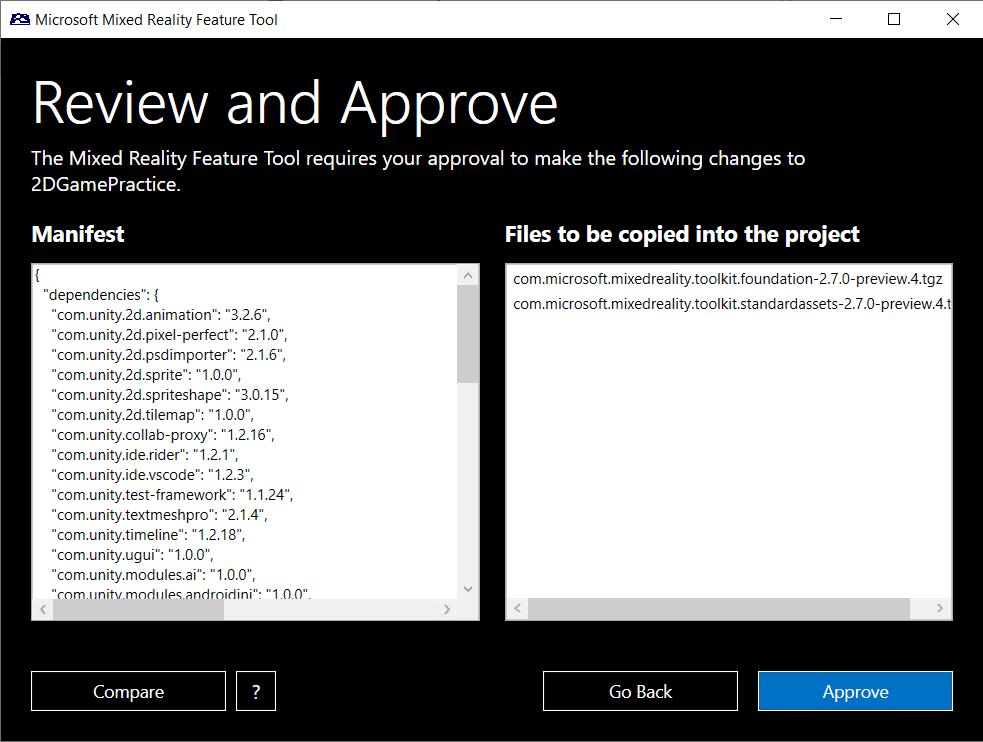 Microsoft Mixed Reality Feature Tool
Review and Approve
The Mixed Reality Feature Tool requires your approval to make the following changes to
2DGamePractice.
Manifest
{
"dependencies": {
"com.unity.2d.animation": "3.2.6",
"com.unity.2d.pixel-perfect": "2.1.0",
"com.unity.2d.psdimporter": "2.1.6",
"com.unity.2d.sprite": "1.0.0",
"com.unity.2d.spriteshape": "3.0.15",
"com.unity.2d.tilemap": "1.0.0",
"com.unity.collab-proxy": "1.2.16",
"com.unity.ide.rider": "1.2.1",
"com.unity.ide.vscode": "1.2.3",
"com.unity.test-framework": "1.1.24",
"com.unity.textmeshpro": "2.1.4",
"com.unity.timeline": "1.2.18",
"com.unity.ugui": "1.0.0",
"com.unity.modules.ai": "1.0.0",
"com.unity.modules.androidjni": "1.0.0",
Files to be copied into the project
com.microsoft.mixedreality.toolkit.foundation-2.7.0-preview.4.tgz
com.microsoft.mixedreality.toolkit.standardassets-2.7.0-preview.4.t
Compare
?
Go Back
Approve